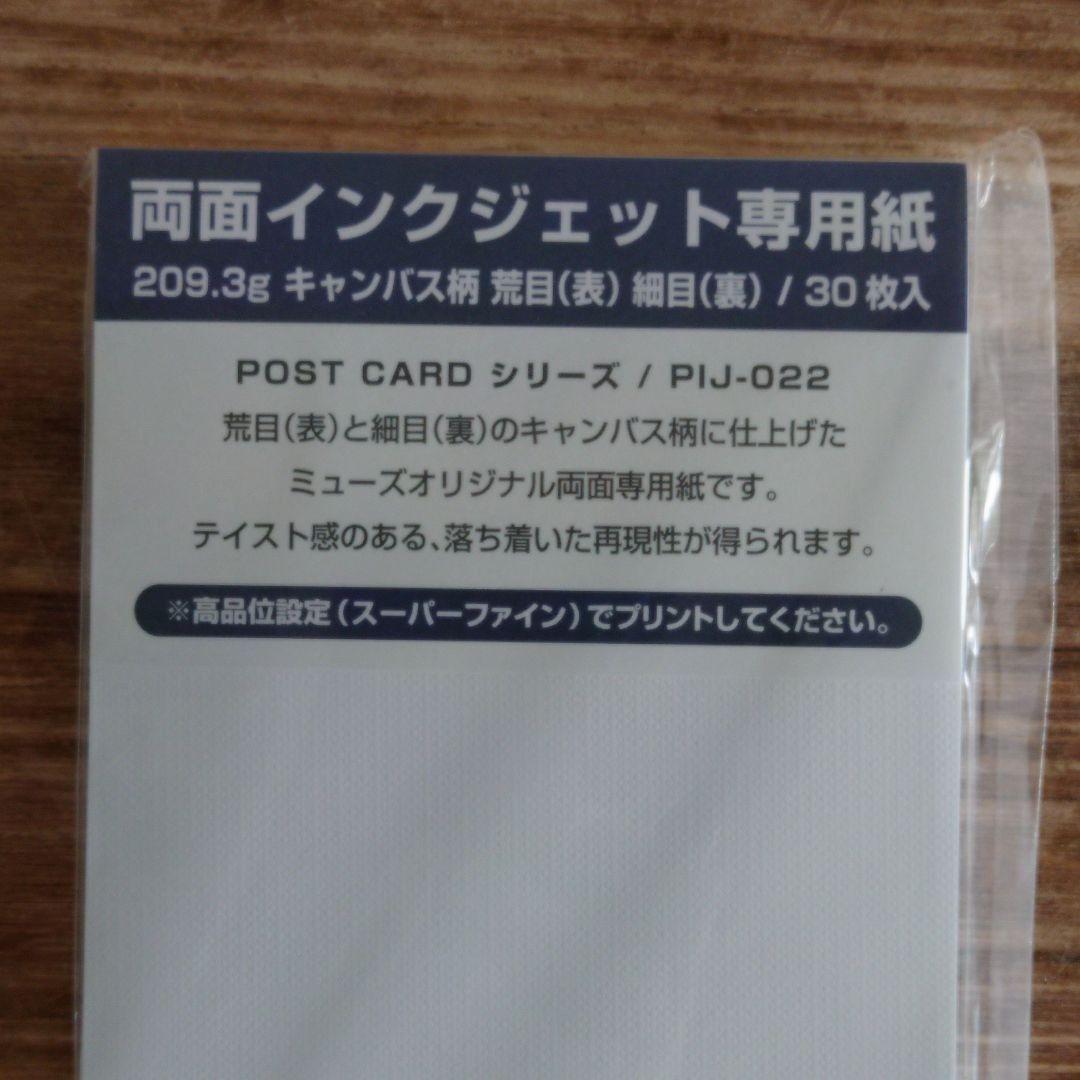 両面インクジェット専用紙
209.3g キャンバス柄 荒目(表) 細目(裏) / 30枚入
POST CARD シリーズ / PIJ-022
荒目(表)と細目(裏)のキャンバス柄に仕上げた
ミューズオリジナル両面専用紙です。
テイスト感のある、落ち着いた再現性が得られます。
※高品位設定(スーパーファイン)でプリントしてください。